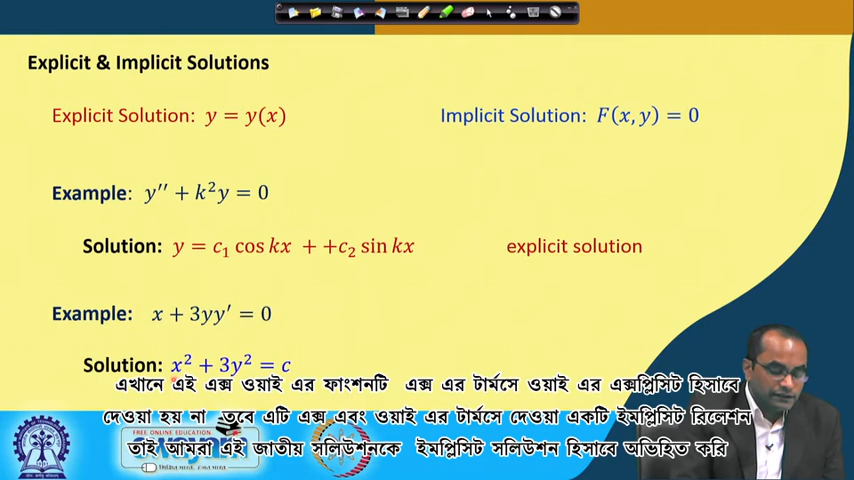 Explicit & Implicit Solutions
Explicit Solution: y = y(x)
Implicit Solution: F(x, y) = 0
Example: y′′ + k²y = 0
Solution: y = c₁ cos kx + +c₂ sin kx
explicit solution
Example: x + 3yy′ = 0
Solution: x² + 3y² = c
এখানে এই এক্স ওয়াই এর ফাংশনটি এক্স এর টার্মসে ওয়াই এর এক্সপ্লিসিট হিসাবে
দেওয়া হয় না তবে এটি এক্স এবং ওয়াই এর টার্মসে দেওয়া একটি ইমপ্লিসিট রিলেশন
তাই আমরা এই জাতীয় সলিউশনকে ইমপ্লিসিট সলিউশন হিসাবে অভিহিত করি
FREE ONLINE EDUCATION